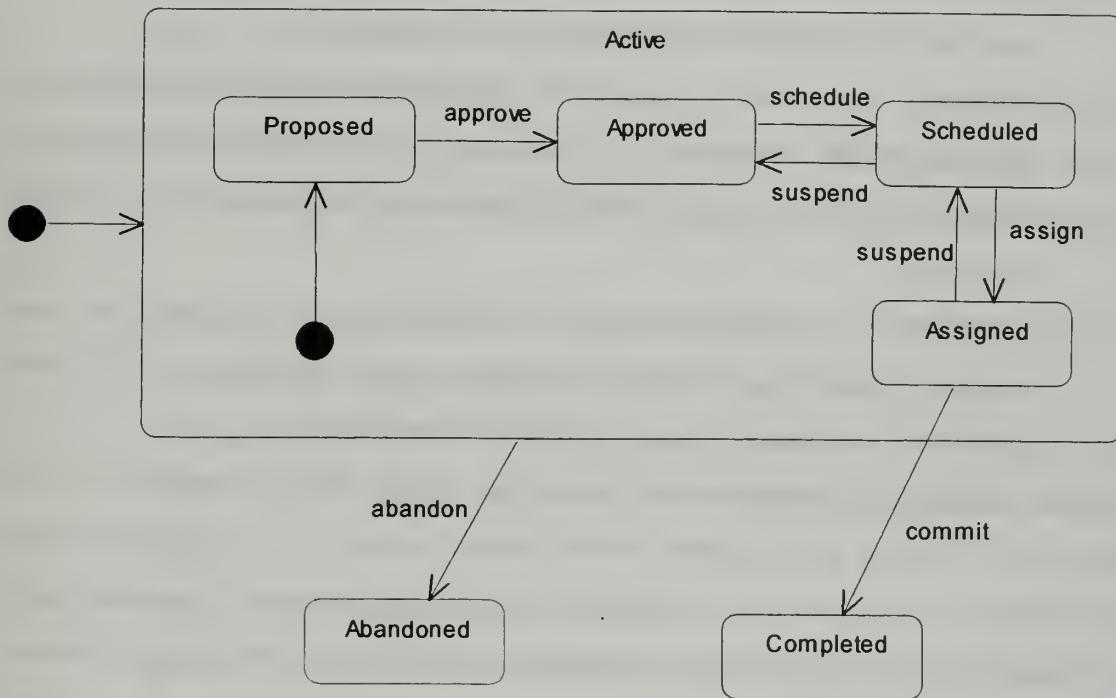 Active
Proposed
approve
Approved
schedule
Scheduled
suspend
suspend
assign
Assigned
abandon
commit
Abandoned
Completed